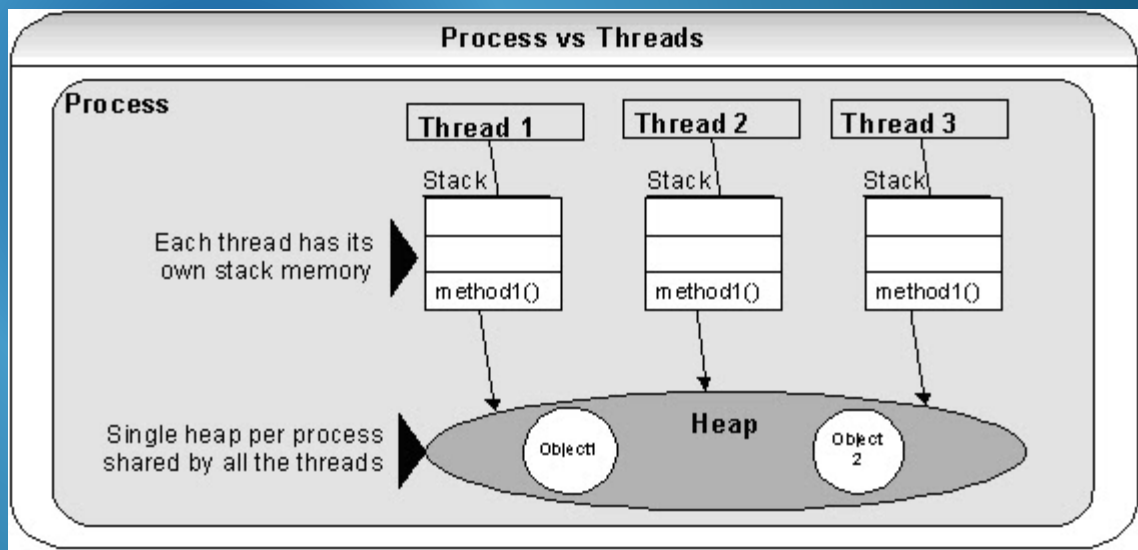 Process vs Threads
Process
Thread 1
Thread 2
Thread 3
Stack
Stack
Stack
Each thread has its
own stack memory
method1()
method1()
method1()
Single heap per process
shared by all the threads
Heap
Object1
Object
2